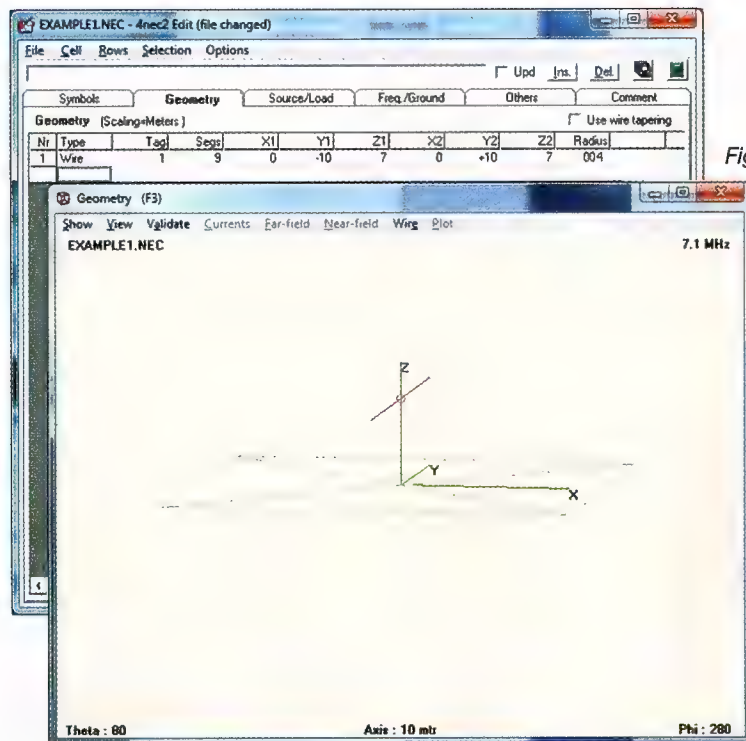 EXAMPLE1.NEC - 4nec2 Edit (file changed)
File Cell Rows Selection Options
Upd Ins. Del.
Symbols Geometry Source/Load Freq./Ground Others Comment
Geometry (Scaling=Meters) Use wire tapering
Nr Type Tag Segs X1 Y1 Z1 X2 Y2 Z2 Radius
1 Wire 1 9 0 -10 7 0 +10 7 004
Fig
Geometry (F3)
Show View Validate Currents Far-field Near-field Wire Plot
EXAMPLE1.NEC 7.1 MHz
Z
Y
X
Theta : 80 Axis : 10 mtr Phi : 280